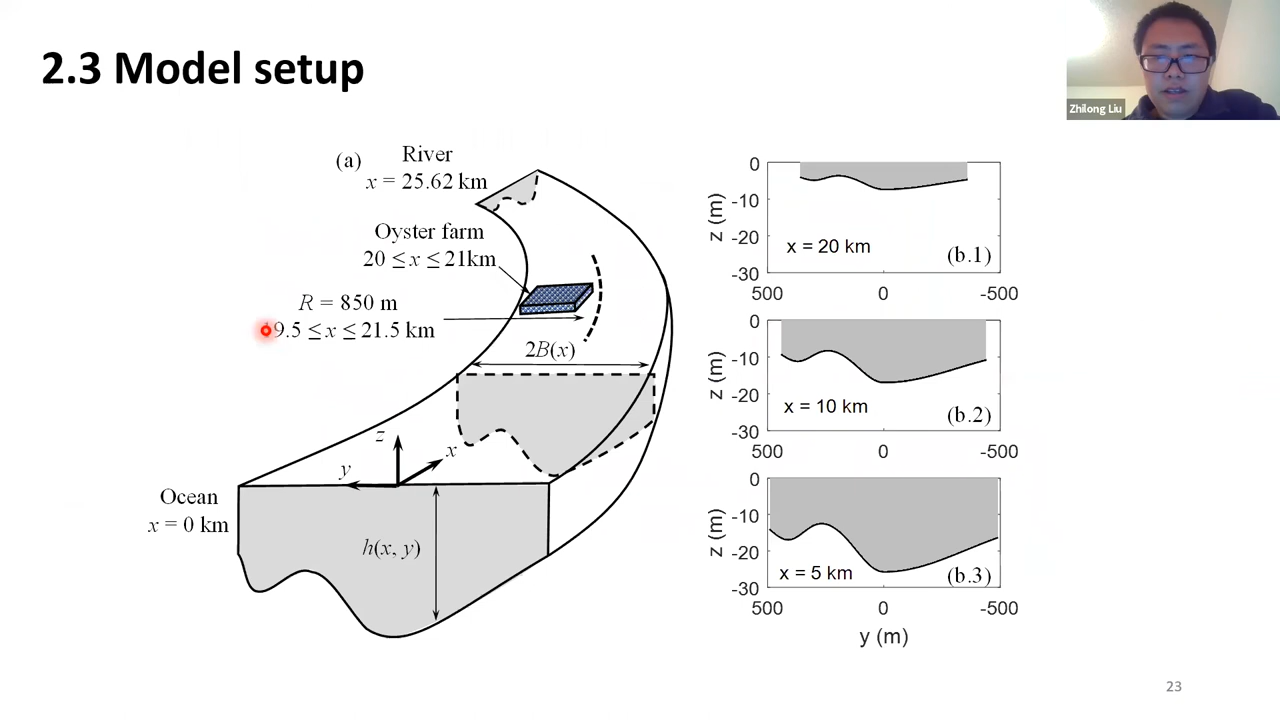 2.3 Model setup
Zhilong Liu
(a)
River
x = 25.62 km
Oyster farm
20 ≤ x ≤ 21km
R = 850 m
9.5 ≤ x ≤ 21.5 km
2B(x)
z
x
y
Ocean
x = 0 km
h(x, y)
0
-10
-20
-30
z (m)
x = 20 km
(b.1)
500 0 -500
0
-10
-20
-30
z (m)
x = 10 km
(b.2)
500 0 -500
0
-10
-20
-30
z (m)
x = 5 km
(b.3)
500 0 -500
y (m)
23